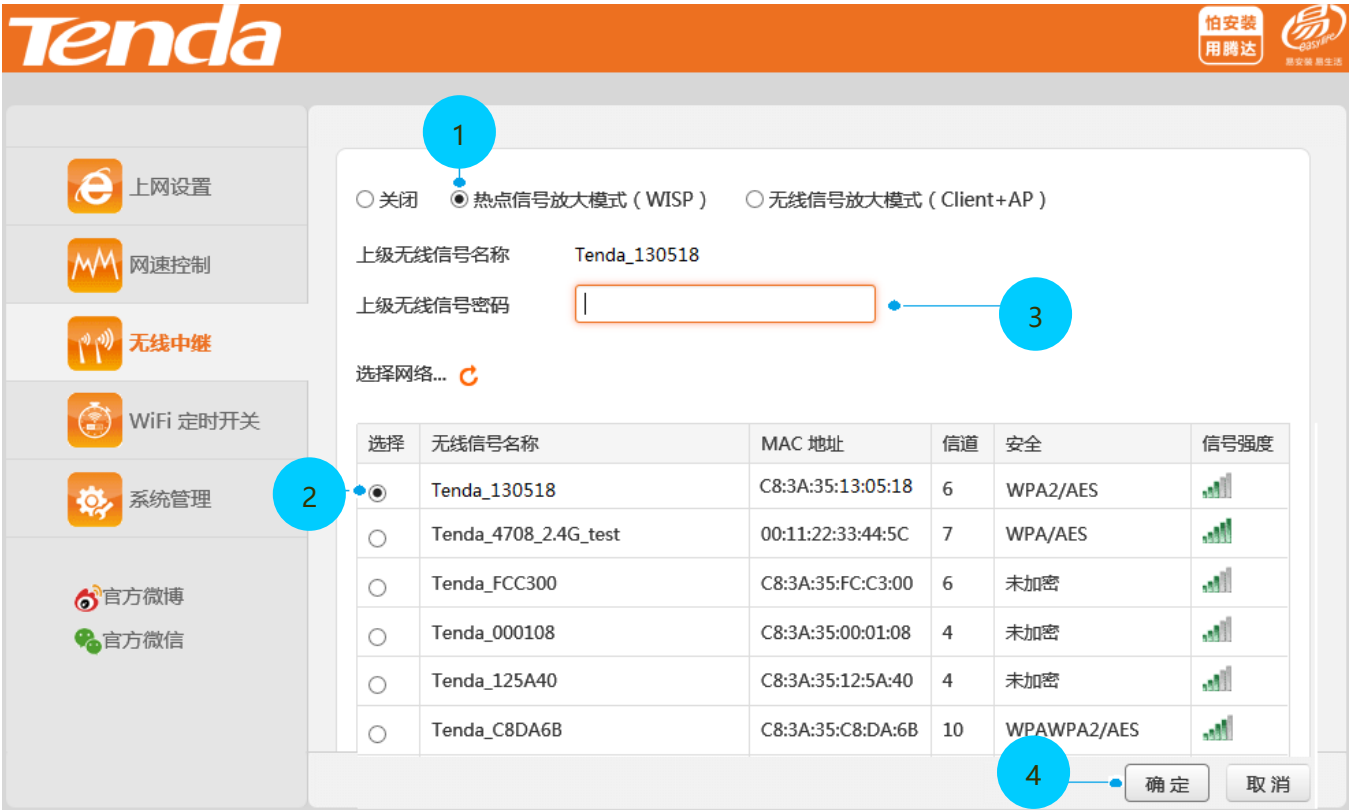 Tenda
怕安装
用腾达
易
easy life
易安装 易生活
1
上网设置
网速控制
无线中继
WiFi 定时开关
系统管理
官方微博
官方微信
关闭 热点信号放大模式 ( WISP ) 无线信号放大模式 ( Client+AP )
上级无线信号名称 Tenda_130518
上级无线信号密码
3
选择网络...
选择 无线信号名称 MAC 地址 信道 安全 信号强度
2
Tenda_130518 C8:3A:35:13:05:18 6 WPA2/AES
Tenda_4708_2.4G_test 00:11:22:33:44:5C 7 WPA/AES
Tenda_FCC300 C8:3A:35:FC:C3:00 6 未加密
Tenda_000108 C8:3A:35:00:01:08 4 未加密
Tenda_125A40 C8:3A:35:12:5A:40 4 未加密
Tenda_C8DA6B C8:3A:35:C8:DA:6B 10 WPAWPA2/AES
4
确定 取消